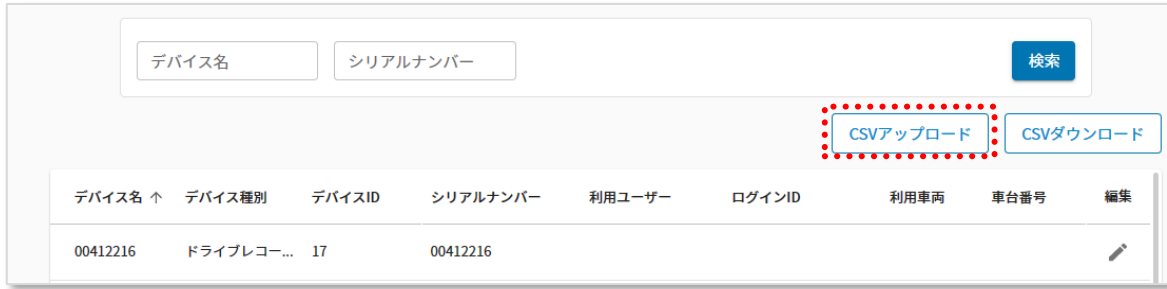 デバイス名 シリアルナンバー 検索
CSVアップロード CSVダウンロード
デバイス名 ↑ デバイス種別 デバイスID シリアルナンバー 利用ユーザー ログインID 利用車両 車台番号 編集
00412216 ドライブレコー... 17 00412216